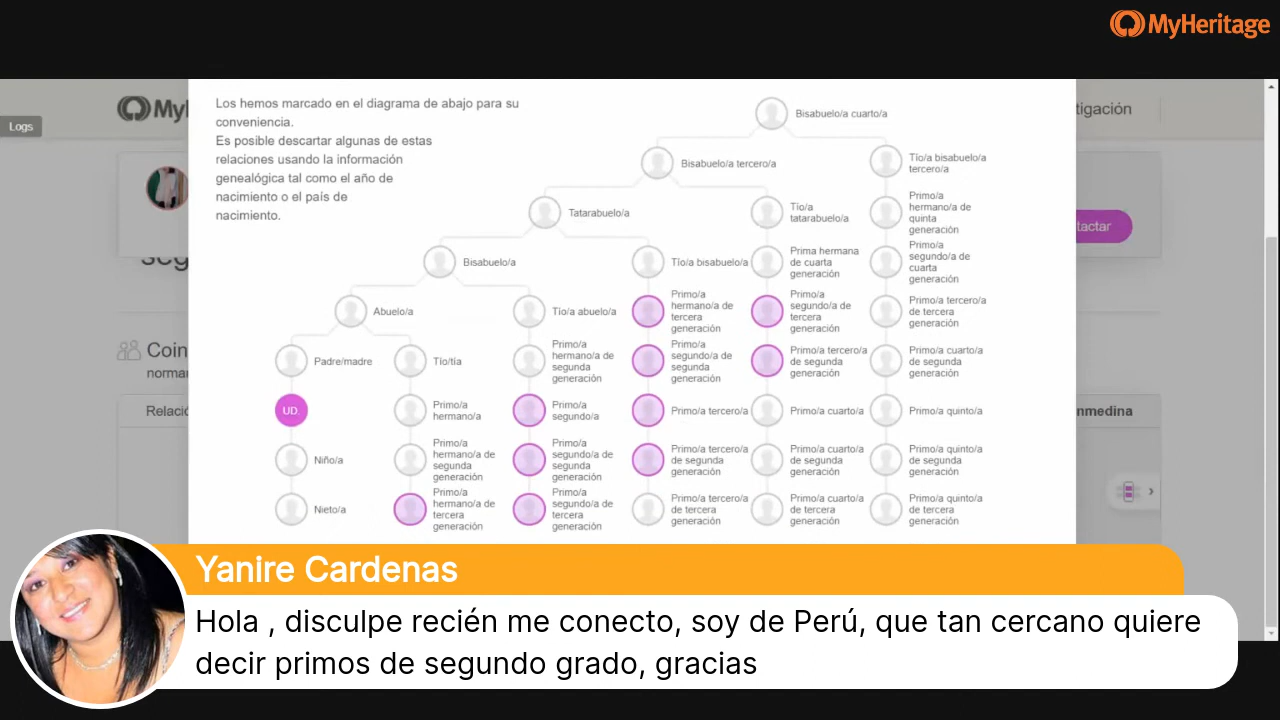 MyHeritage
Los hemos marcado en el diagrama de abajo para su
conveniencia.
Es posible descartar algunas de estas
relaciones usando la información
genealógica tal como el año de
nacimiento o el país de
nacimiento.
Logs
tigación
tactar
Coin
norma
Relació
nmedina
Bisabuelo/a cuarto/a
Bisabuelo/a tercero/a
Tío/a bisabuelo/a
tercero/a
Tatarabuelo/a
Tío/a
tatarabuelo/a
Primo/a
hermano/a de
quinta
generación
Bisabuelo/a
Tío/a bisabuelo/a
Prima hermana
de cuarta
generación
Primo/a
segundo/a de
cuarta
generación
Abuelo/a
Tío/a abuelo/a
Primo/a
hermano/a de
tercera
generación
Primo/a
segundo/a de
tercera
generación
Primo/a tercero/a
de tercera
generación
Padre/madre
Tío/tía
Primo/a
hermano/a de
segunda
generación
Primo/a
segundo/a de
segunda
generación
Primo/a tercero/a
de segunda
generación
Primo/a cuarto/a
de segunda
generación
UD.
Primo/a
hermano/a
Primo/a
segundo/a
Primo/a tercero/a
Primo/a cuarto/a
Primo/a quinto/a
Niño/a
Primo/a
hermano/a de
segunda
generación
Primo/a
segundo/a de
segunda
generación
Primo/a tercero/a
de segunda
generación
Primo/a cuarto/a
de segunda
generación
Primo/a quinto/a
de segunda
generación
Nieto/a
Primo/a
hermano/a de
tercera
generación
Primo/a
segundo/a de
tercera
generación
Primo/a tercero/a
de tercera
generación
Primo/a cuarto/a
de tercera
generación
Primo/a quinto/a
de tercera
generación
Yanire Cardenas
Hola , disculpe recién me conecto, soy de Perú, que tan cercano quiere
decir primos de segundo grado, gracias